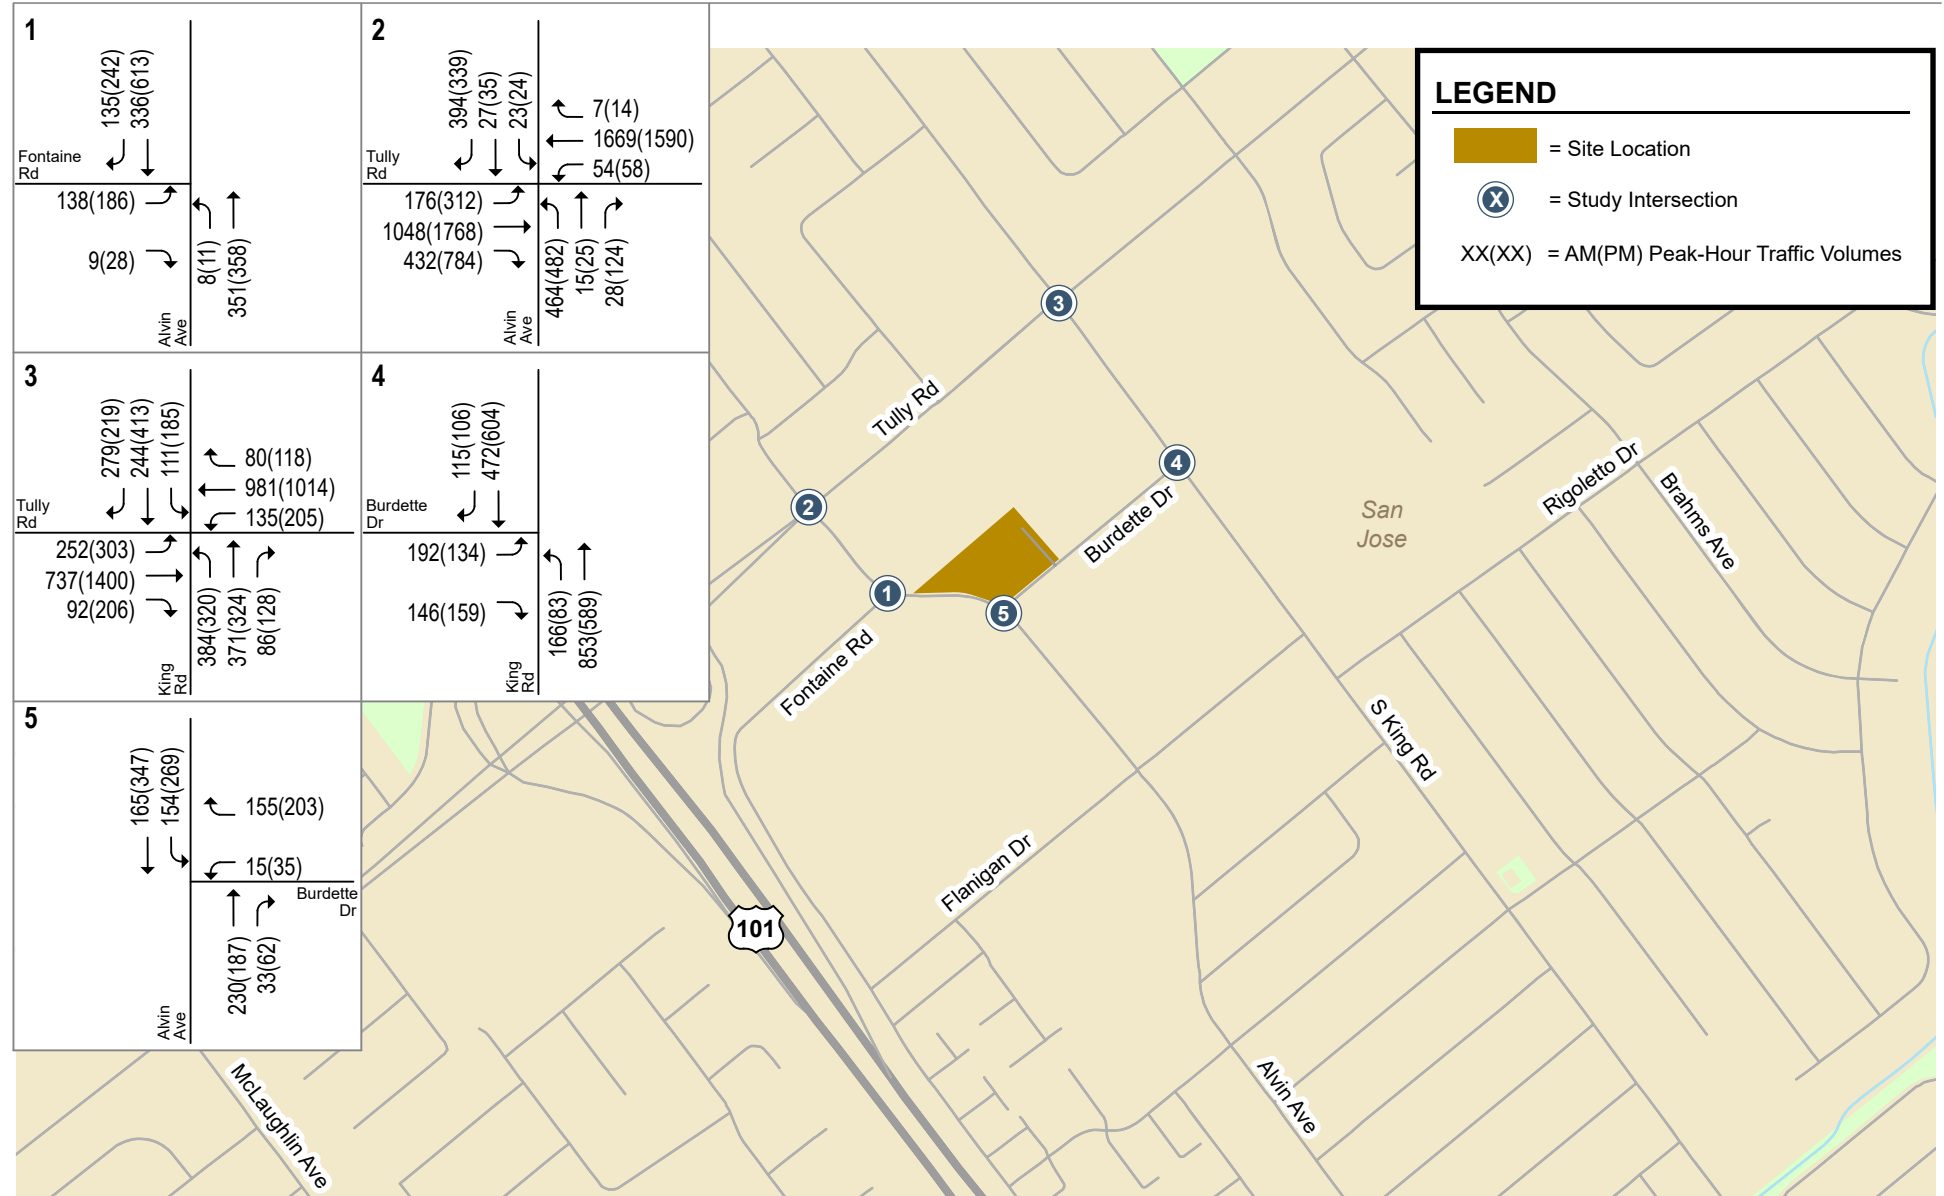 1
135(242)
336(613)
Fontaine
Rd
138(186)
9(28)
8(11)
351(358)
Alvin
Ave
2
394(339)
27(35)
23(24)
7(14)
1669(1590)
54(58)
Tully
Rd
176(312)
1048(1768)
432(784)
464(482)
15(25)
28(124)
Alvin
Ave
3
279(219)
244(413)
111(185)
80(118)
981(1014)
135(205)
Tully
Rd
252(303)
737(1400)
92(206)
384(320)
371(324)
86(128)
King
Rd
4
115(106)
472(604)
Burdette
Dr
192(134)
146(159)
166(83)
853(589)
King
Rd
5
165(347)
154(269)
155(203)
15(35)
Burdette
Dr
230(187)
33(62)
Alvin
Ave
LEGEND
= Site Location
X
= Study Intersection
XX(XX) = AM(PM) Peak-Hour Traffic Volumes
3
Tully Rd
4
2
Burdette Dr
1
5
Fontaine Rd
San
Jose
Rigoletto Dr
Brahms Ave
S King Rd
Flanigan Dr
101
Alvin Ave
McLaughlin Ave